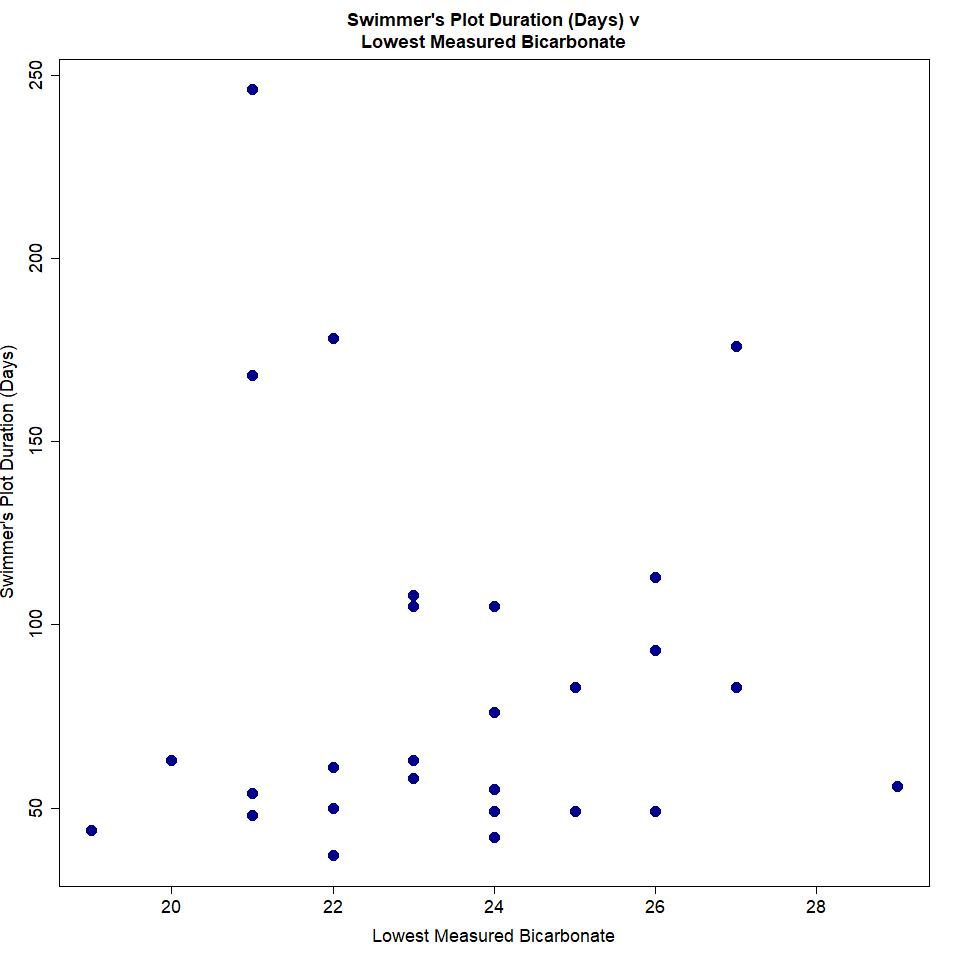 Swimmer's Plot Duration (Days) v
Lowest Measured Bicarbonate
250
200
150
100
50
Swimmer's Plot Duration (Days)
20 22 24 26 28
Lowest Measured Bicarbonate